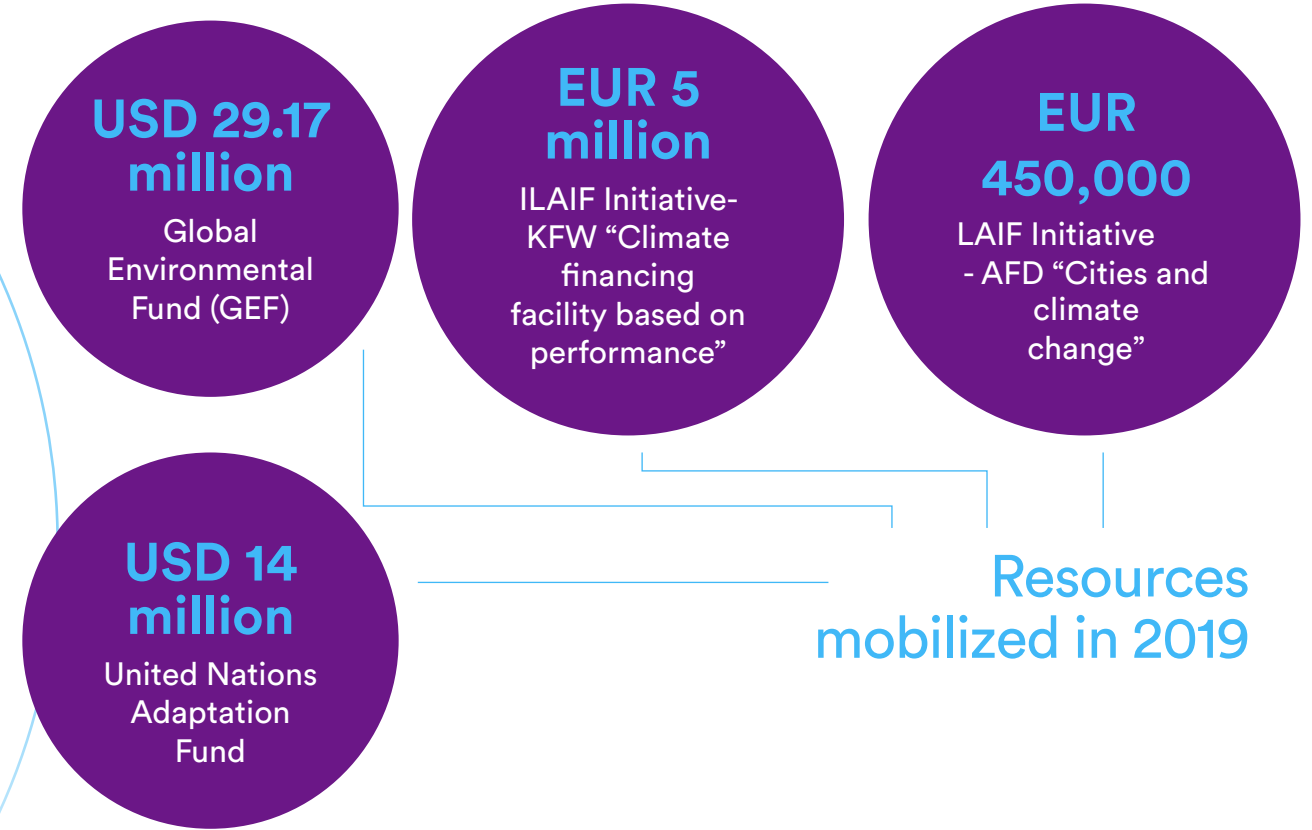 USD 29.17
million
Global
Environmental
Fund (GEF)
EUR 5
million
ILAIF Initiative-
KFW “Climate
financing
facility based on
performance”
EUR
450,000
LAIF Initiative
- AFD “Cities and
climate
change”
USD 14
million
United Nations
Adaptation
Fund
Resources
mobilized in 2019